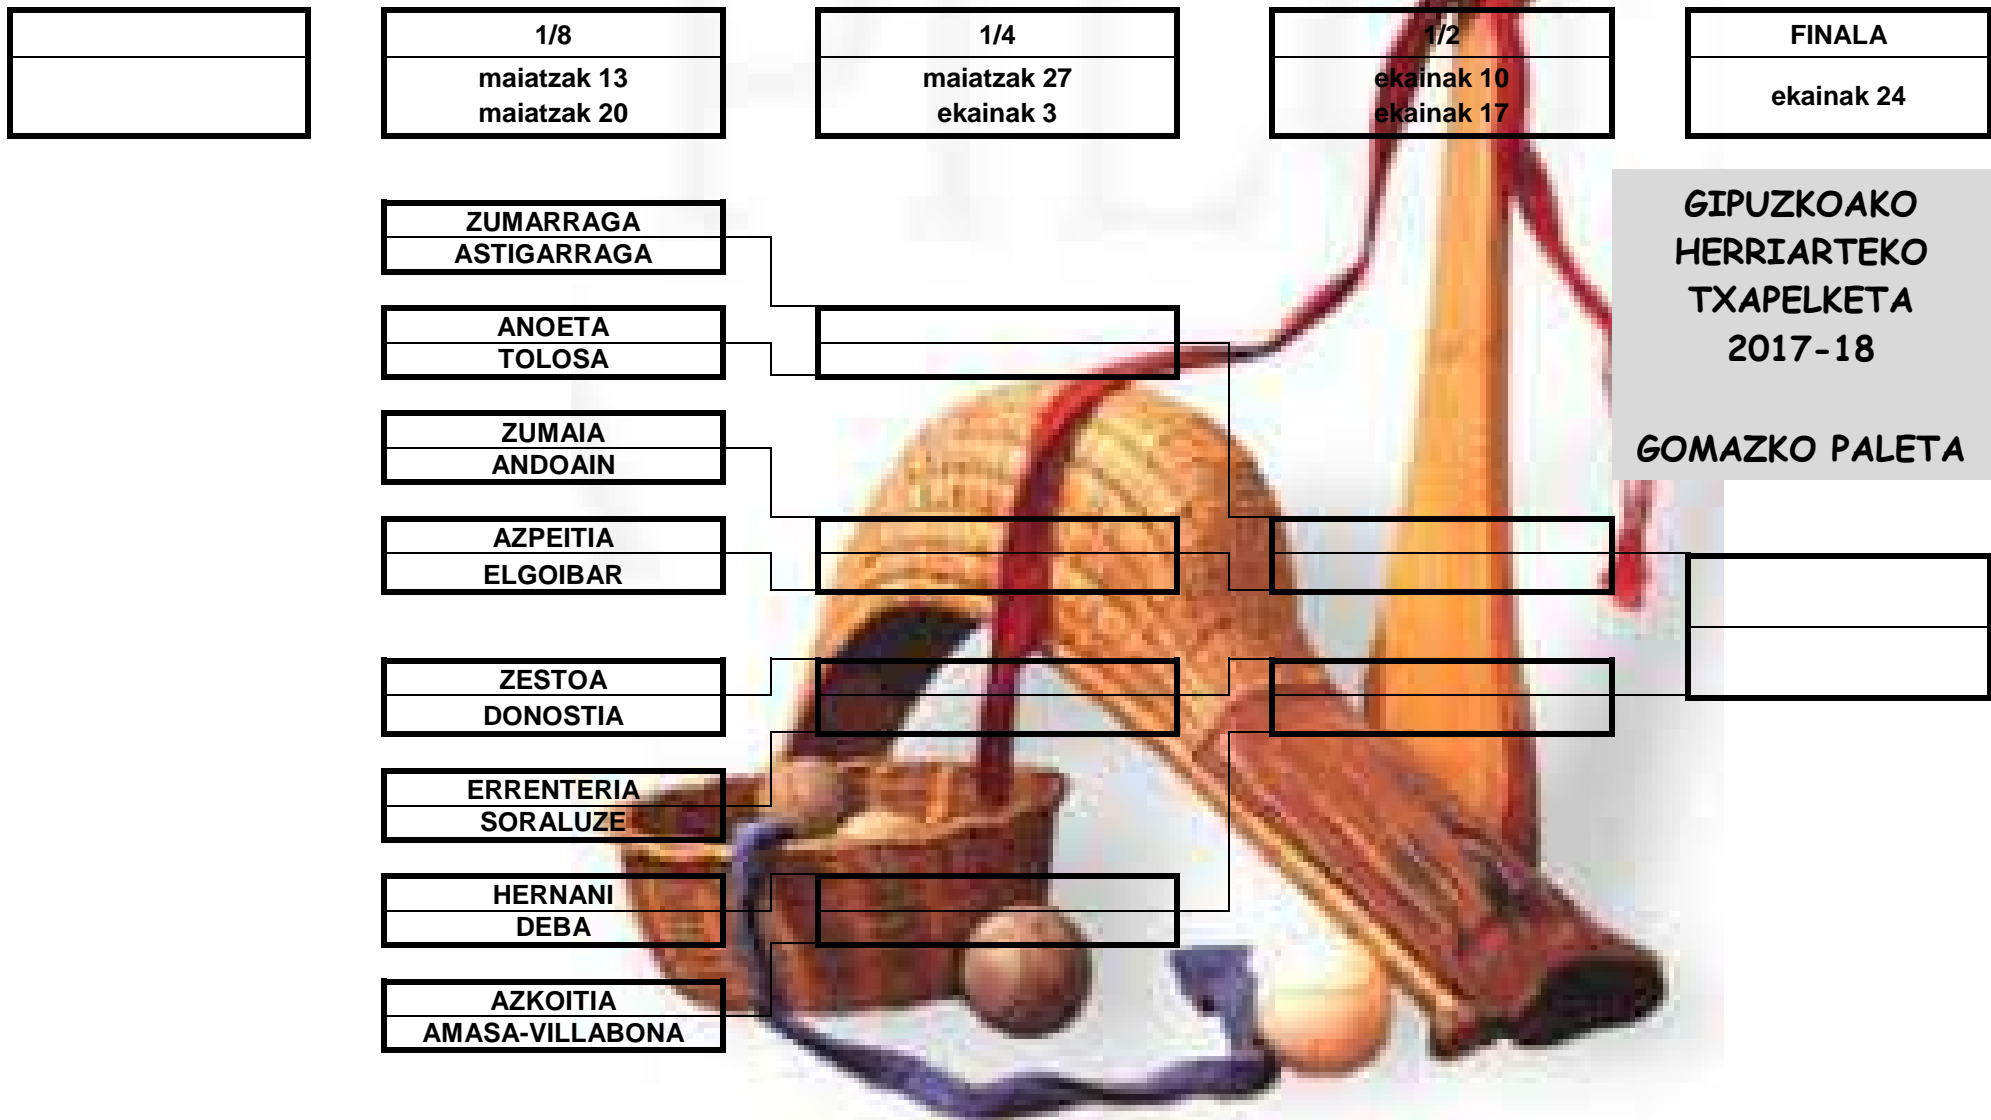 1/8
maiatzak 13
maiatzak 20
1/4
maiatzak 27
ekainak 3
1/2
ekainak 10
ekainak 17
FINALA
ekainak 24
GIPUZKOAKO
HERRIARTEKO
TXAPELKETA
2017-18
GOMAZKO PALETA
ZUMARRAGA
ASTIGARRAGA
ANOETA
TOLOSA
ZUMAIA
ANDOAIN
AZPEITIA
ELGOIBAR
ZESTOA
DONOSTIA
ERRENTERIA
SORALUZE
HERNANI
DEBA
AZKOITIA
AMASA-VILLABONA